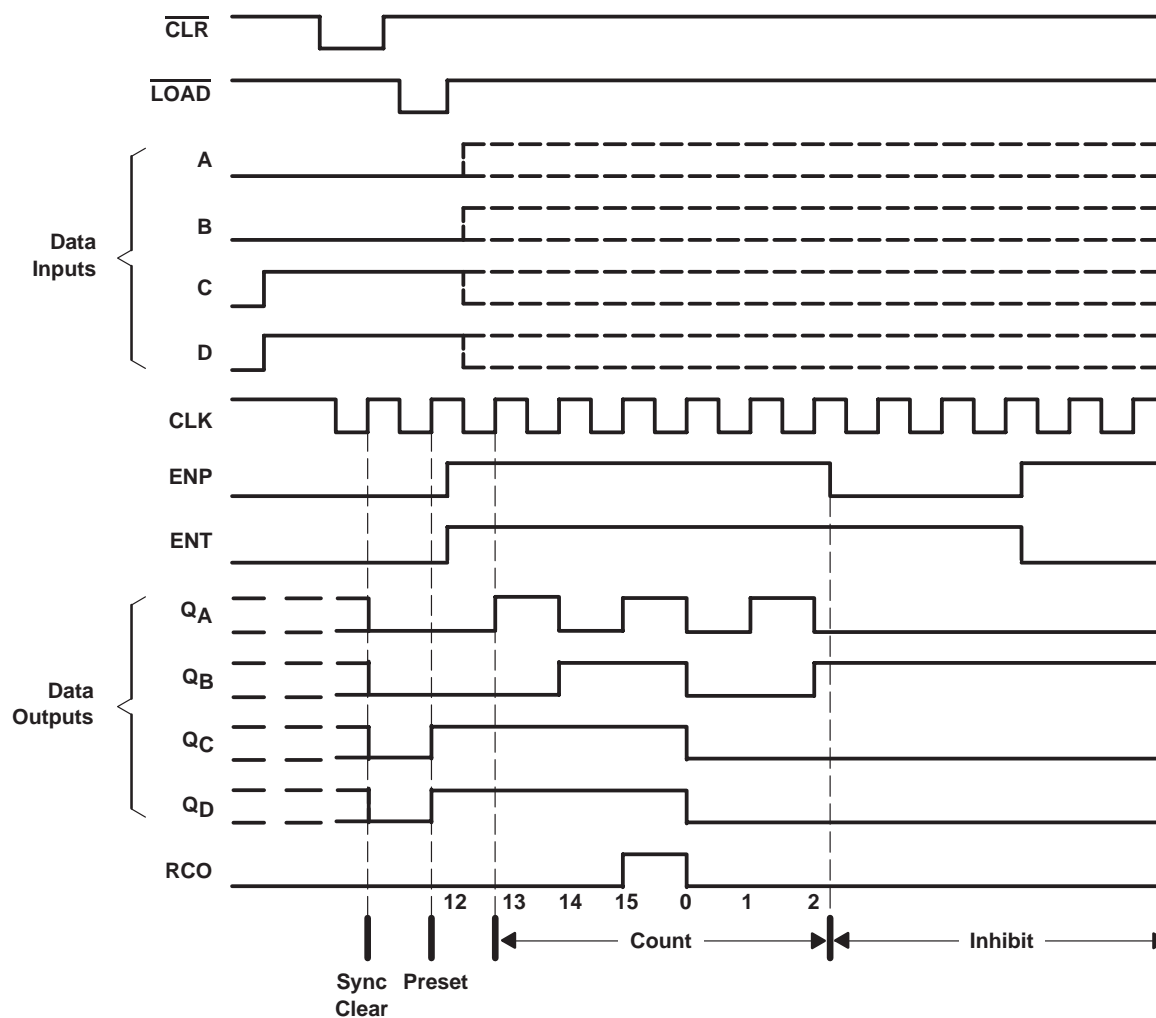 CLR
LOAD
A
B
Data
Inputs
C
D
CLK
ENP
ENT
QA
QB
Data
Outputs
QC
QD
RCO
12 13 14 15 0 1 2
Count Inhibit
Sync Preset
Clear